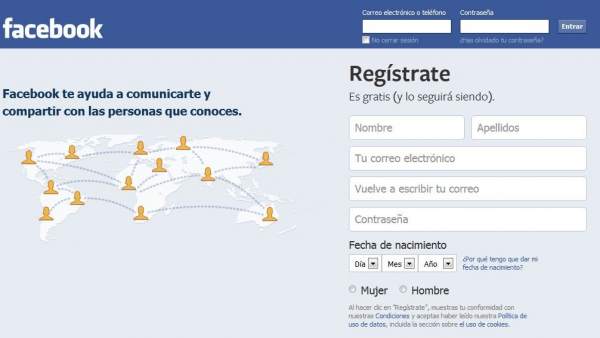 facebook
Correo electrónico o teléfono
Contraseña
Entrar
No cerrar sesión
¿Has olvidado tu contraseña?
Facebook te ayuda a comunicarte y
compartir con las personas que conoces.
Regístrate
Es gratis (y lo seguirá siendo).
Nombre
Apellidos
Tu correo electrónico
Vuelve a escribir tu correo
Contraseña
Fecha de nacimiento
Día
Mes
Año
¿Por qué tengo que dar mi
fecha de nacimiento?
Mujer
Hombre
Al hacer clic en "Regístrate", muestras tu conformidad con
nuestras Condiciones y aceptas haber leído nuestra Política
de uso de datos, incluida la sección sobre el uso de cookies.